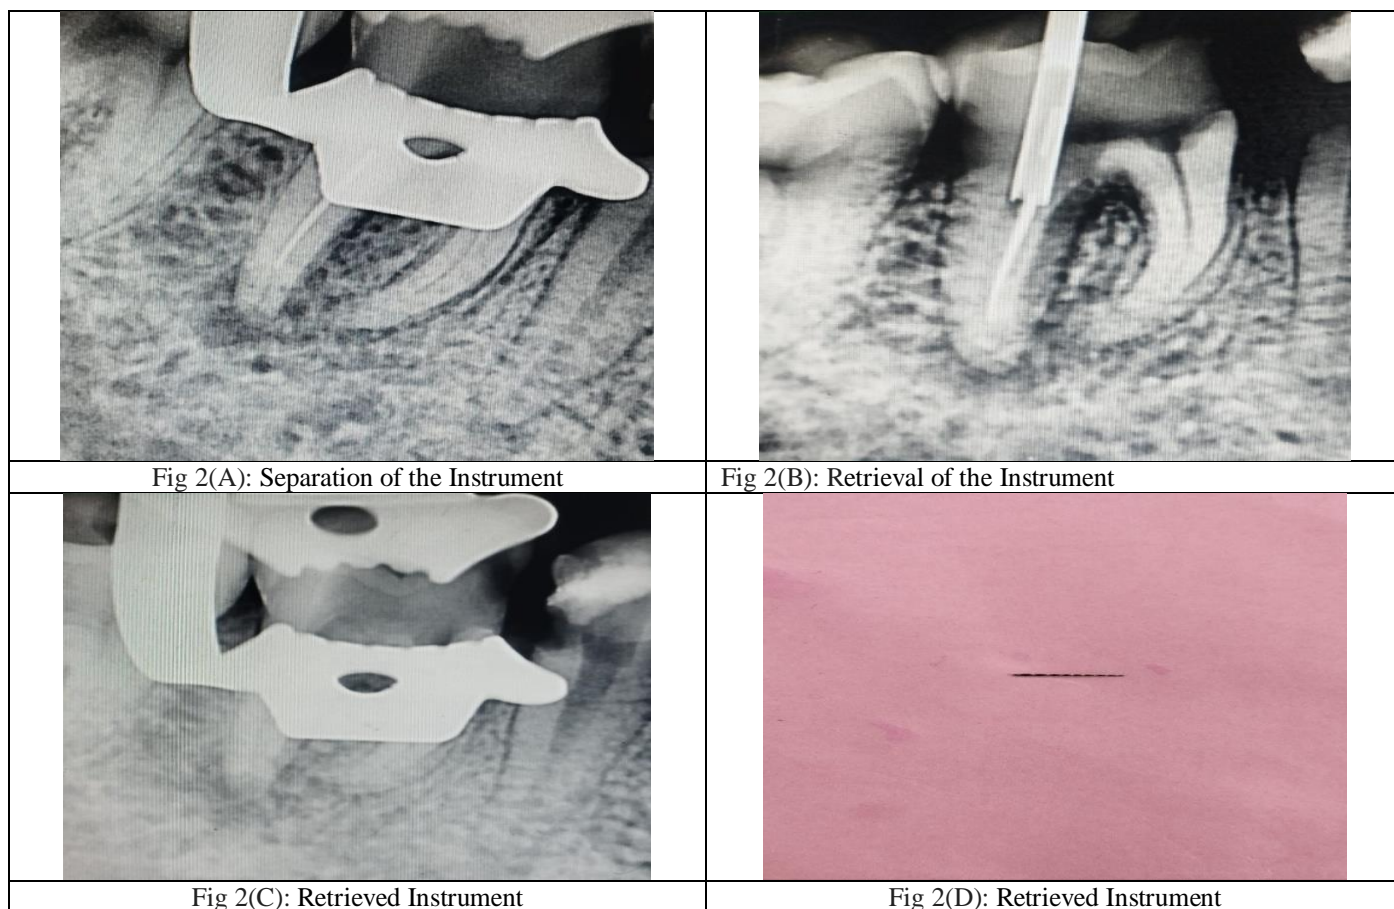 Fig 2(A): Separation of the Instrument
Fig 2(B): Retrieval of the Instrument
Fig 2(C): Retrieved Instrument
Fig 2(D): Retrieved Instrument